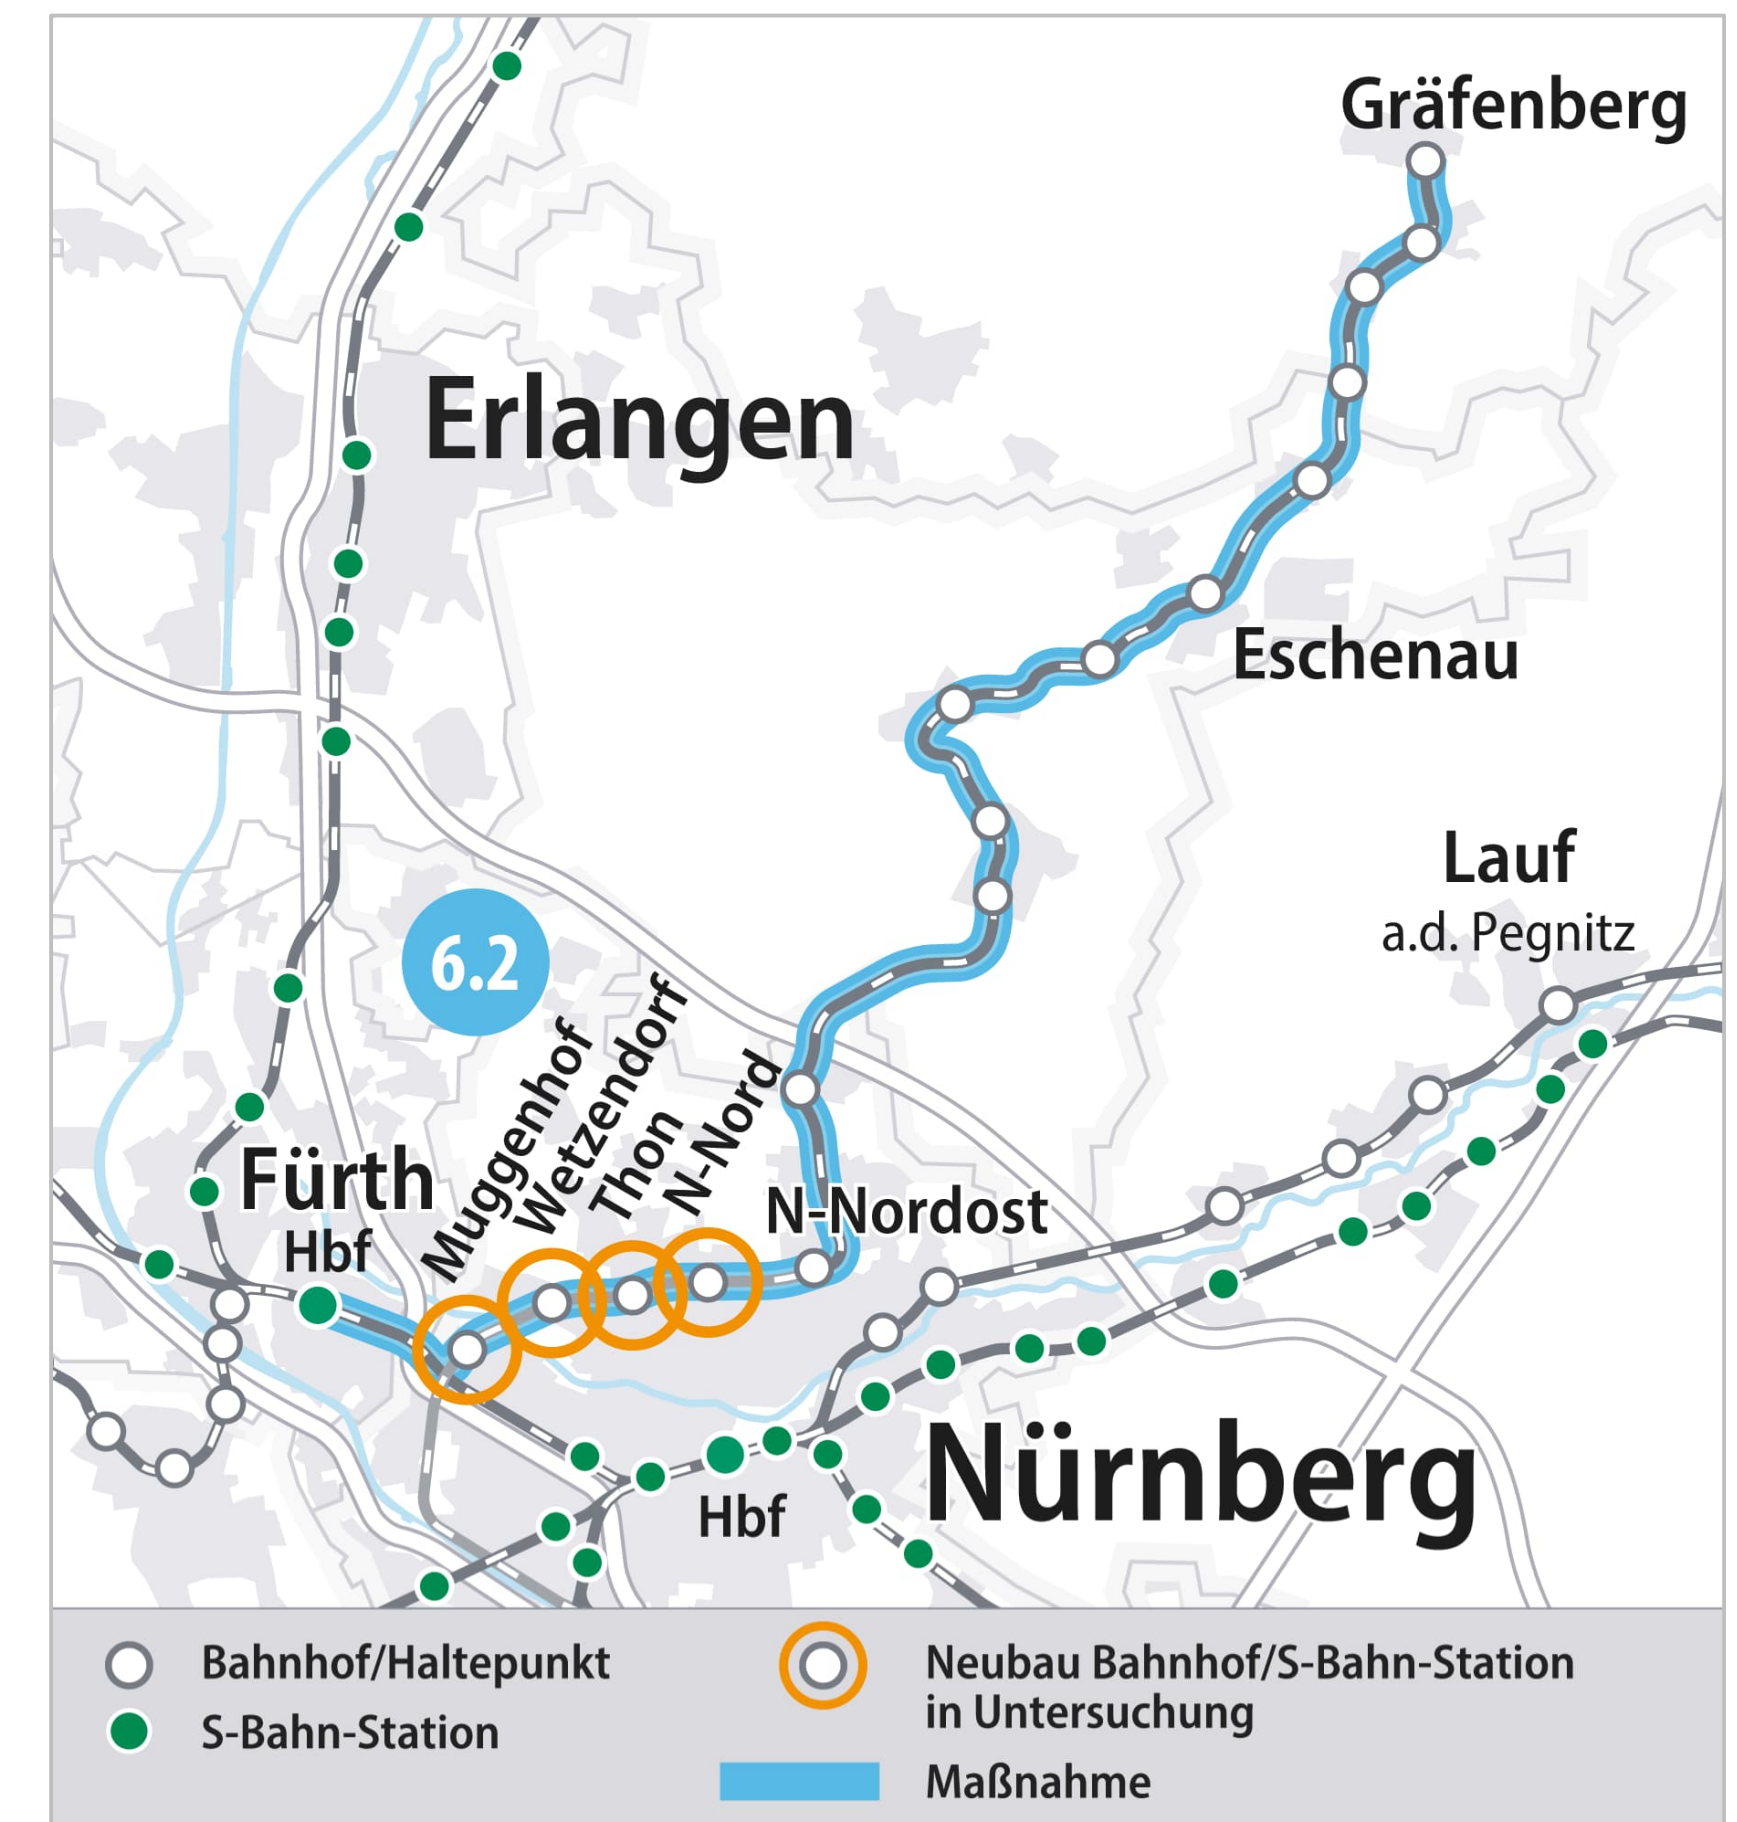 Gräfenberg
Erlangen
Eschenau
Lauf
a.d. Pegnitz
6.2
Muggenhof
Wetzendorf
Thon
N-Nord
Fürth
Hbf
N-Nordost
Nürnberg
Hbf
Bahnhof/Haltepunkt
S-Bahn-Station
Neubau Bahnhof/S-Bahn-Station
in Untersuchung
Maßnahme